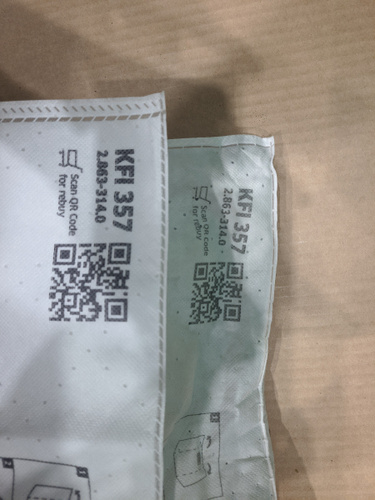 KFI 357
2.863-314.0
Scan QR Code
for rebuy
KFI 357
2.863-314.0
Scan QR Code
for rebuy